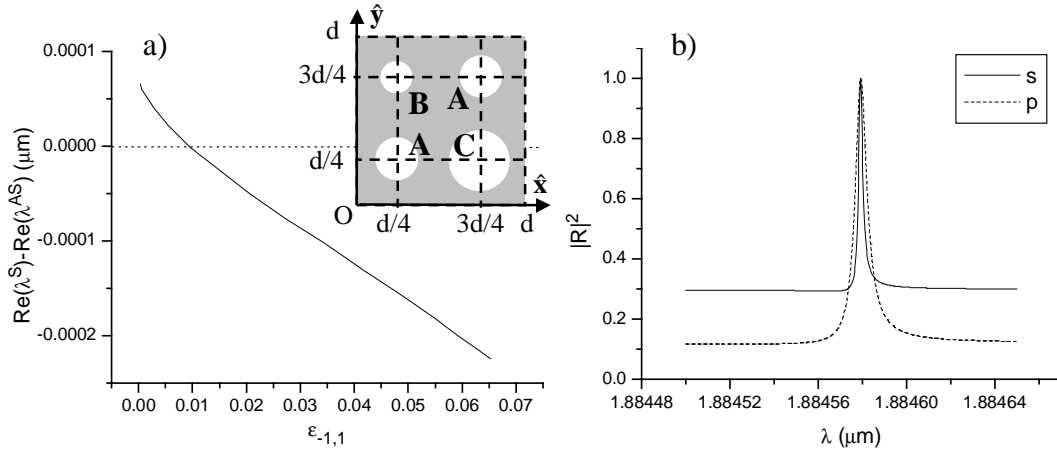 a)
Re(λ^S)-Re(λ^AS) (μm)
0.0001
0.0000
-0.0001
-0.0002
0.00 0.01 0.02 0.03 0.04 0.05 0.06 0.07
ε_-1,1
ŷ
d
3d/4
B A
A C
d/4
x̂
O
d/4 3d/4 d
b)
s
p
|R|^2
1.0
0.8
0.6
0.4
0.2
0.0
1.88448 1.88452 1.88456 1.88460 1.88464
λ (μm)